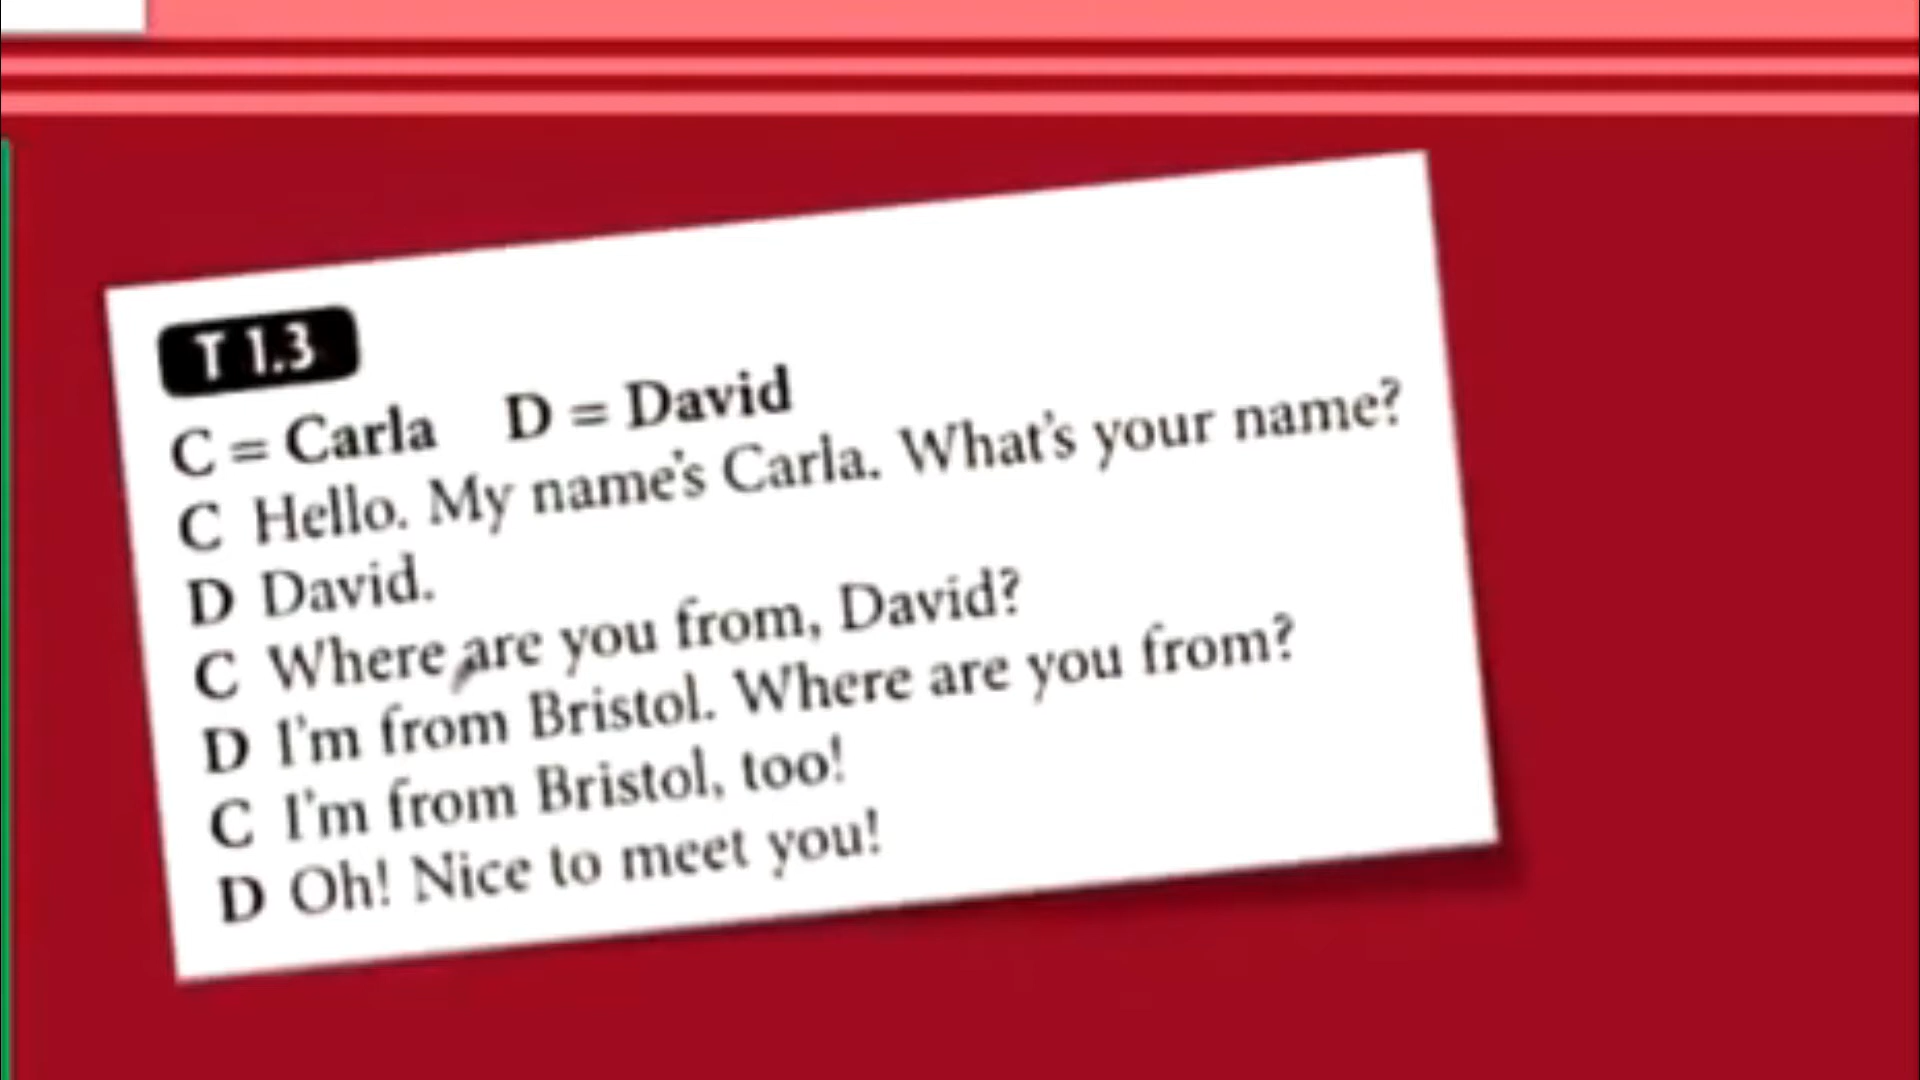 T 1.3
C = Carla D = David
C Hello. My name's Carla. What's your name?
D David.
C Where are you from, David?
D I'm from Bristol. Where are you from?
C I'm from Bristol, too!
D Oh! Nice to meet you!